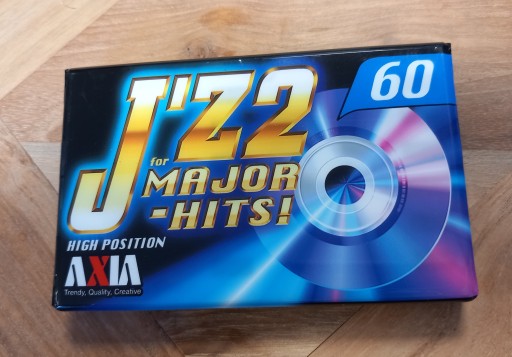 J'Z2
60
for
MAJOR
-HITS!
HIGH POSITION
AXIA
Trendy, Quality, Creative